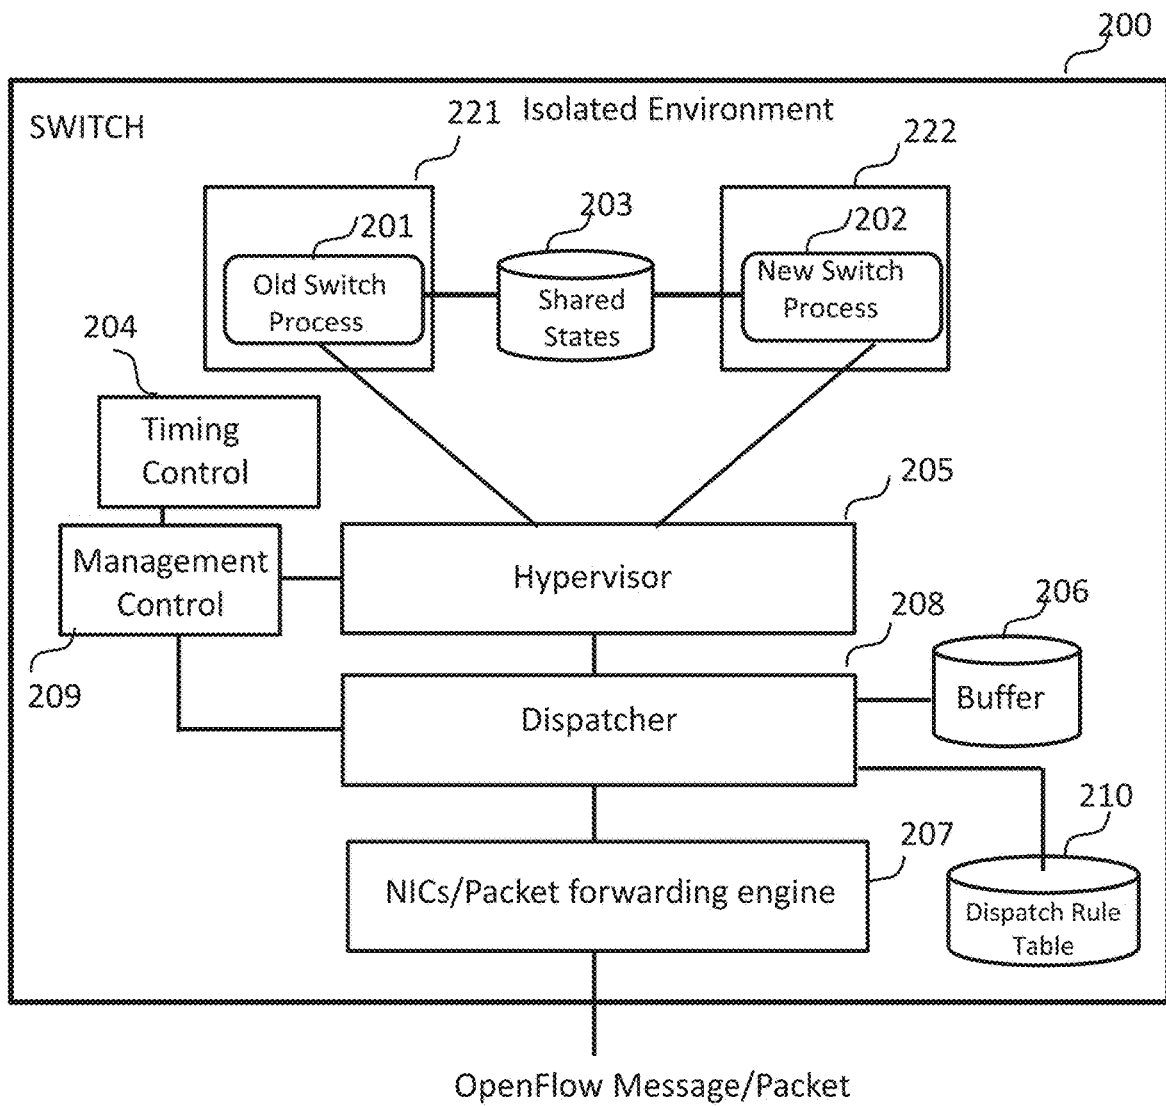 200
Isolated Environment
SWITCH
221
222
203
201
202
Old Switch
Process
Shared
States
New Switch
Process
204
Timing
Control
205
Management
Control
Hypervisor
208
206
209
Dispatcher
Buffer
210
207
NICs/Packet forwarding engine
Dispatch Rule
Table
OpenFlow Message/Packet